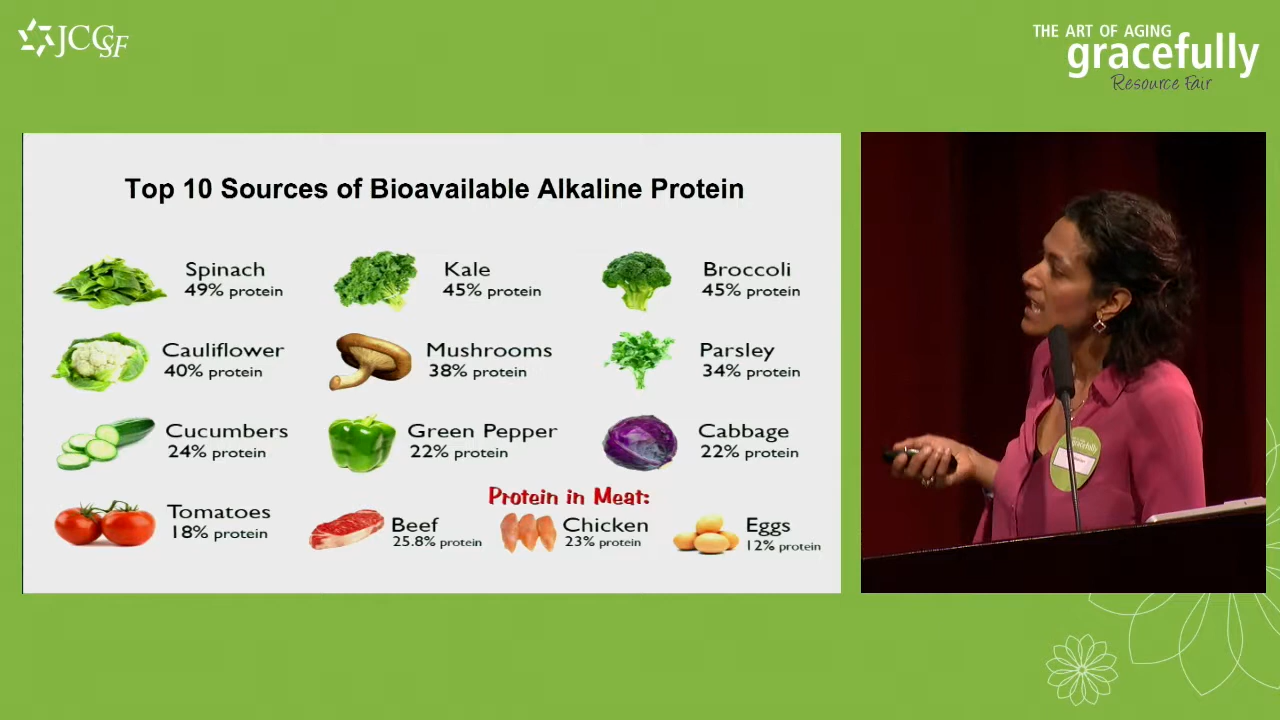 JCCSF
THE ART OF AGING
gracefully
Resource Fair
Top 10 Sources of Bioavailable Alkaline Protein
Spinach
49% protein
Kale
45% protein
Broccoli
45% protein
Cauliflower
40% protein
Mushrooms
38% protein
Parsley
34% protein
Cucumbers
24% protein
Green Pepper
22% protein
Cabbage
22% protein
Tomatoes
18% protein
Protein in Meat:
Beef
25.8% protein
Chicken
23% protein
Eggs
12% protein
gracefully